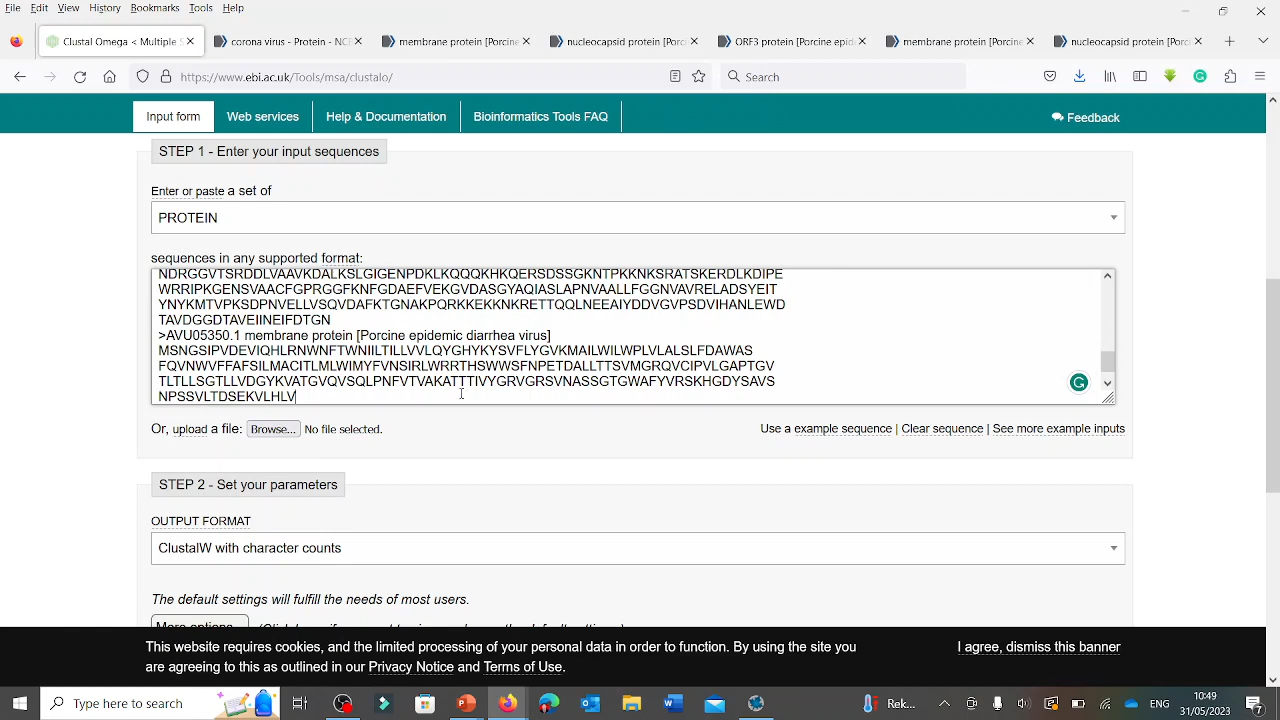 File Edit View History Bookmarks Tools Help
Clustal Omega < Multiple S
corona virus - Protein - NCB
membrane protein [Porcine e
nucleocapsid protein [Porci
ORF3 protein [Porcine epid
membrane protein [Porcine
nucleocapsid protein [Porc
https://www.ebi.ac.uk/Tools/msa/clustalo/
Search
Input form
Web services
Help & Documentation
Bioinformatics Tools FAQ
Feedback
STEP 1 - Enter your input sequences
Enter or paste a set of
PROTEIN
sequences in any supported format:
NDRGGVTSRDDLVAAVKDALKSLGIGENPDKLKQQQKHKQERSDSSGKNTPKKNKSRATSKERDLKDIPE
WRRIPKGENSVAACFGPRGGFKNFGDAEFVEKGVDASGYAQIASLAPNVAALLFGGNVAVRELADSYEIT
YNYKMTVPKSDPNVELLVSQVDAFKTGNAKPQRKKEKKNKRETTQQLNEEAIYDDVGVPSDVIHANLEWD
TAVDGGDTAVEIINEIFDTGN
>AVU05350.1 membrane protein [Porcine epidemic diarrhea virus]
MSNGSIPVDEVIQHLRNWNFTWNIILTILLVVLQYGHYKYSVFLYGVKMAILWILWPLVLALSLFDAWAS
FQVNWVFFAFSILMACITLMLWIMYFVNSIRLWRRTHSWWSFNPETDALLTTSVMGRQVCIPVLGAPTGV
TLTLLSGTLLVDGYKVATGVQVSQLPNFVTVAKATTTIVYGRVGRSVNASSGTGWAFYVRSKHGDYSAVS
NPSSVLTDSEKVLHLV
Or, upload a file: Browse... No file selected.
Use a example sequence | Clear sequence | See more example inputs
STEP 2 - Set your parameters
OUTPUT FORMAT
ClustalW with character counts
The default settings will fulfill the needs of most users.
More options...
This website requires cookies, and the limited processing of your personal data in order to function. By using the site you
are agreeing to this as outlined in our Privacy Notice and Terms of Use.
I agree, dismiss this banner
Type here to search
Rek...
ENG
10:49
31/05/2023